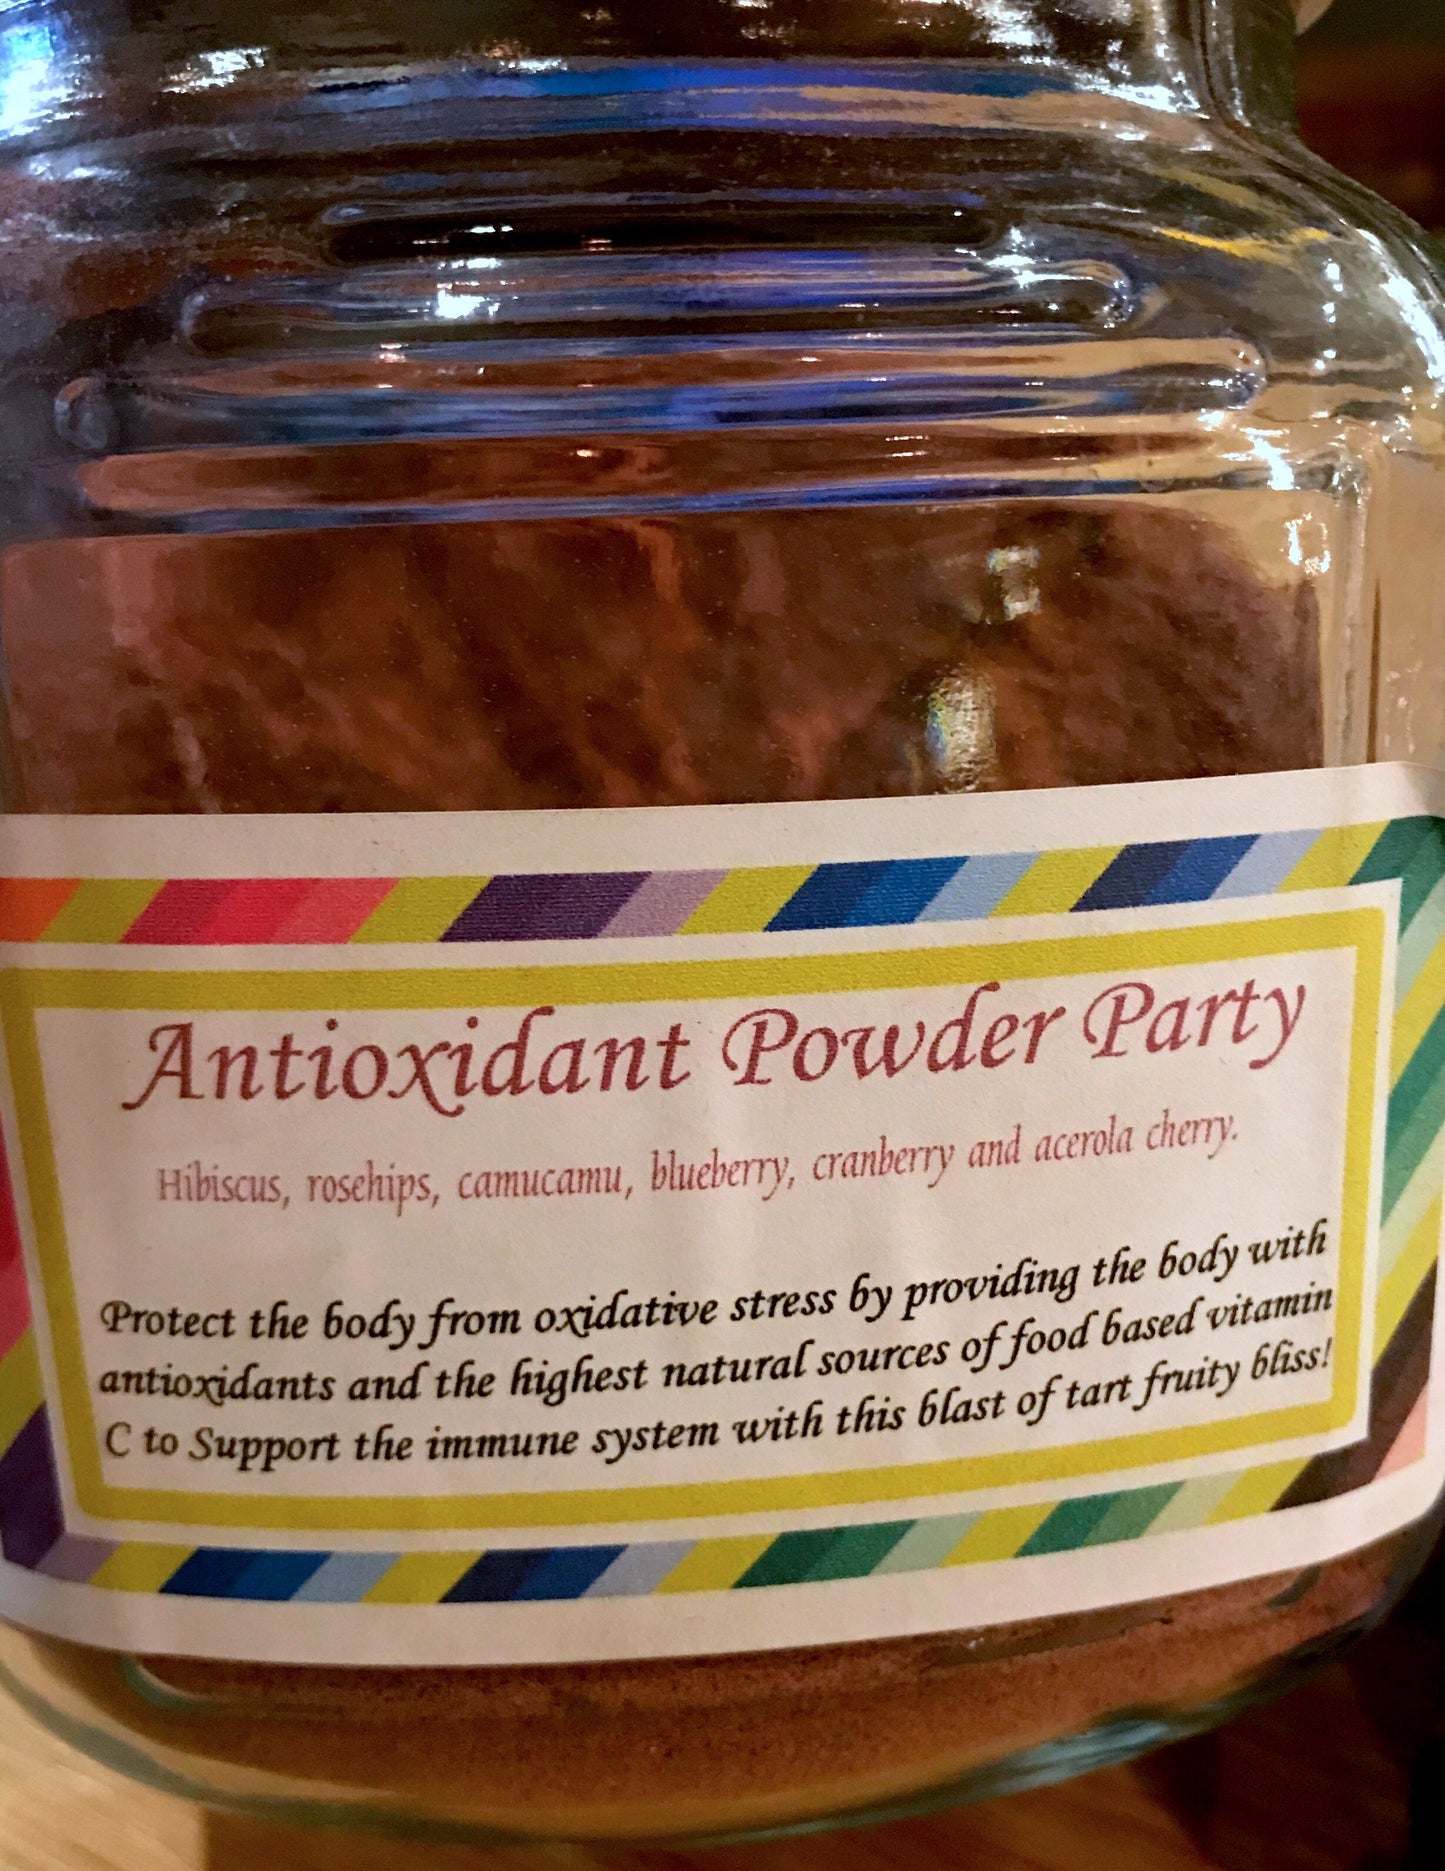 Antioxidant Powder Party
Hibiscus, rosehips, camucamu, blueberry, cranberry and acerola cherry.
Protect the body from oxidative stress by providing the body with
antioxidants and the highest natural sources of food based vitamin
C to Support the immune system with this blast of tart fruity bliss!